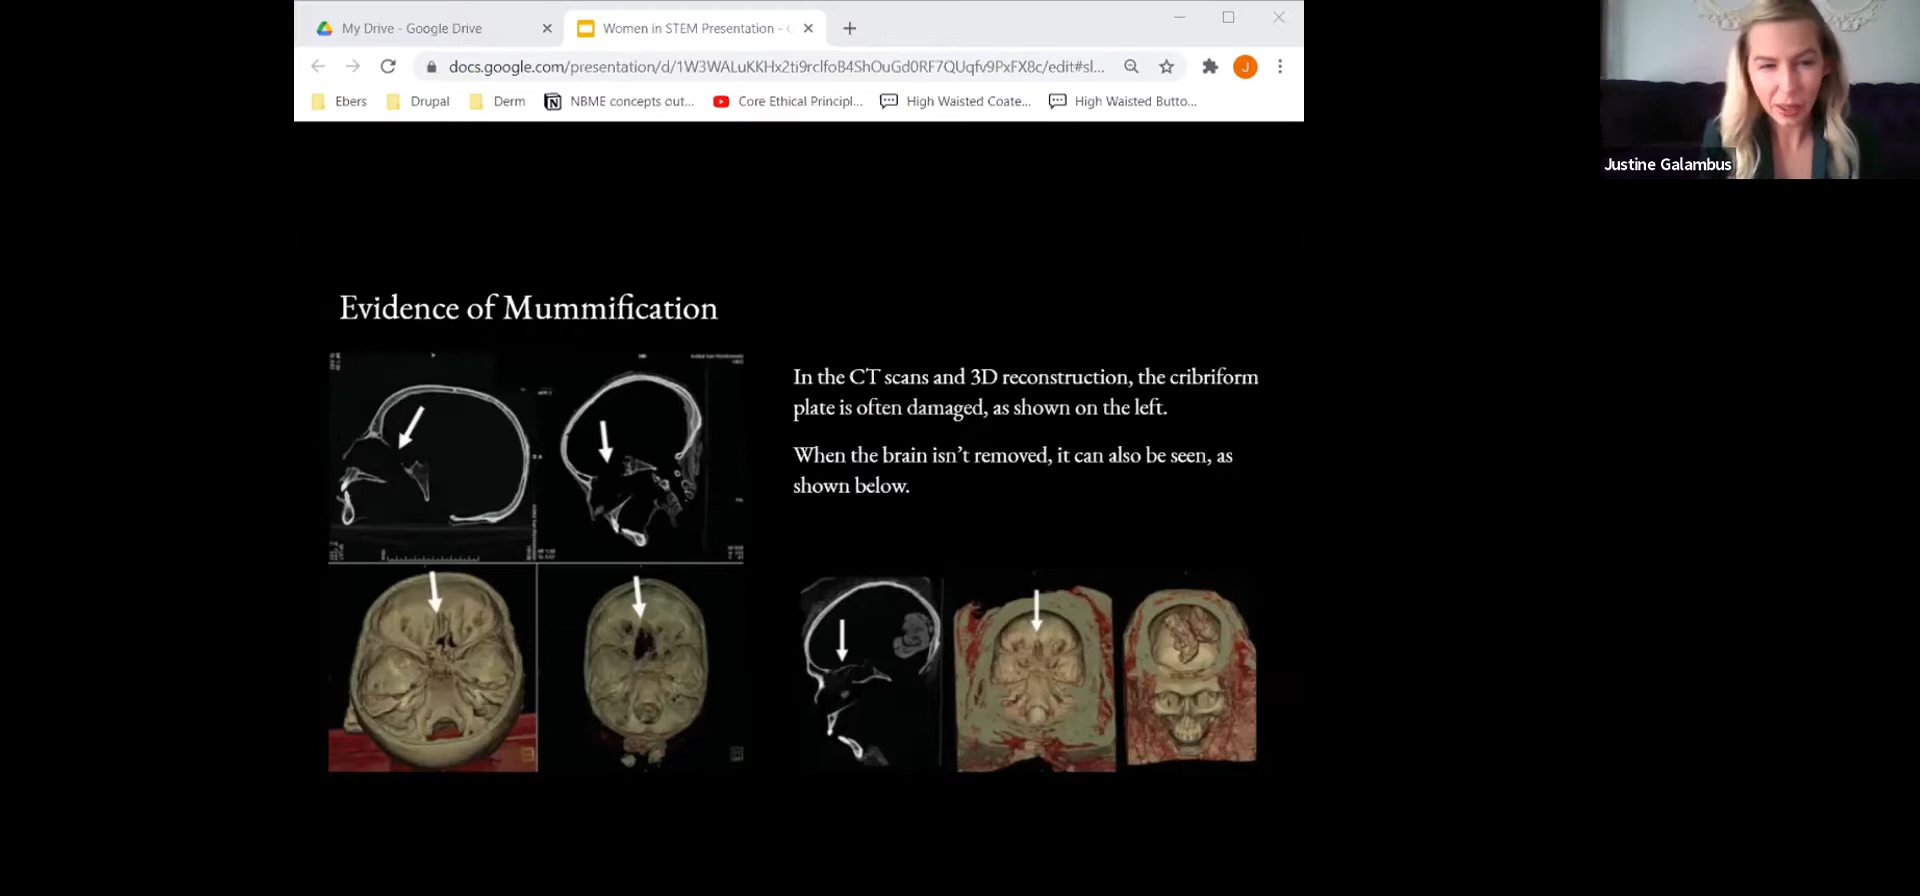 My Drive - Google Drive
Women in STEM Presentation - G
docs.google.com/presentation/d/1W3WALuKKHx2ti9rclfoB4ShOuGd0RF7QUqfv9PxFX8c/edit#sl...
J
Ebers
Drupal
Derm
NBME concepts out...
Core Ethical Principl...
High Waisted Coate...
High Waisted Butto...
Justine Galambus
Evidence of Mummification
In the CT scans and 3D reconstruction, the cribriform
plate is often damaged, as shown on the left.
When the brain isn't removed, it can also be seen, as
shown below.